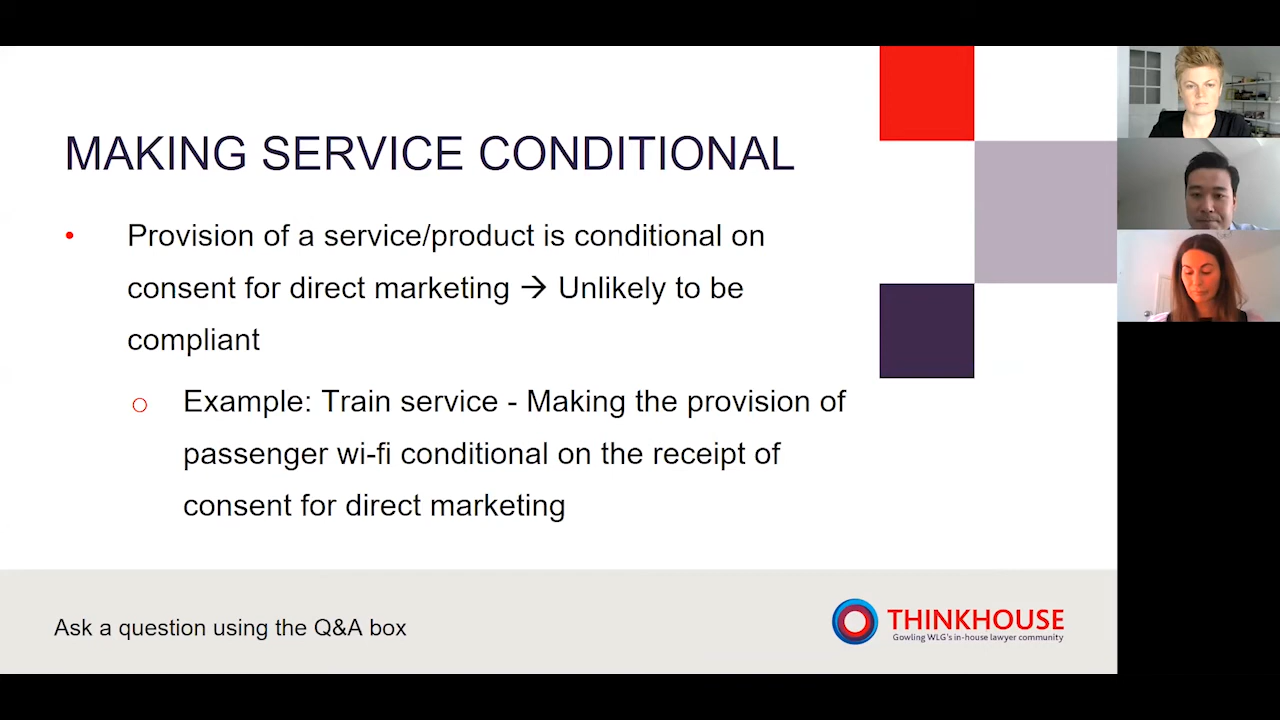 MAKING SERVICE CONDITIONAL
• Provision of a service/product is conditional on
consent for direct marketing → Unlikely to be
compliant
o Example: Train service - Making the provision of
passenger wi-fi conditional on the receipt of
consent for direct marketing
Ask a question using the Q&A box
THINKHOUSE
Gowling WLG's in-house lawyer community